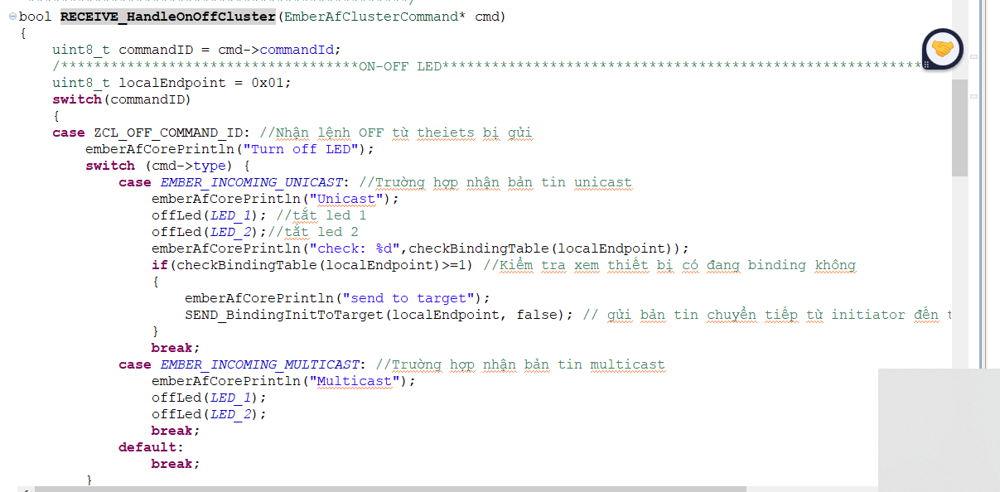 ************************************************/
bool RECEIVE_HandleOnOffCluster(EmberAfClusterCommand* cmd)
{
    uint8_t commandID = cmd->commandId;
    /************************************ON-OFF LED**********************************************************
    uint8_t localEndpoint = 0x01;
    switch(commandID)
    {
    case ZCL_OFF_COMMAND_ID: //Nhận lệnh OFF từ theiets bị gửi
        emberAfCorePrintln("Turn off LED");
        switch (cmd->type) {
            case EMBER_INCOMING_UNICAST: //Trường hợp nhận bản tin unicast
                emberAfCorePrintln("Unicast");
                offLed(LED_1); //tắt led 1
                offLed(LED_2);//tắt led 2
                emberAfCorePrintln("check: %d",checkBindingTable(localEndpoint));
                if(checkBindingTable(localEndpoint)>=1) //Kiểm tra xem thiết bị có đang binding không
                {
                    emberAfCorePrintln("send to target");
                    SEND_BindingInitToTarget(localEndpoint, false); // gửi bản tin chuyển tiếp từ initiator đến t
                }
                break;
            case EMBER_INCOMING_MULTICAST: //Trường hợp nhận bản tin multicast
                emberAfCorePrintln("Multicast");
                offLed(LED_1);
                offLed(LED_2);
                break;
            default:
                break;
        }